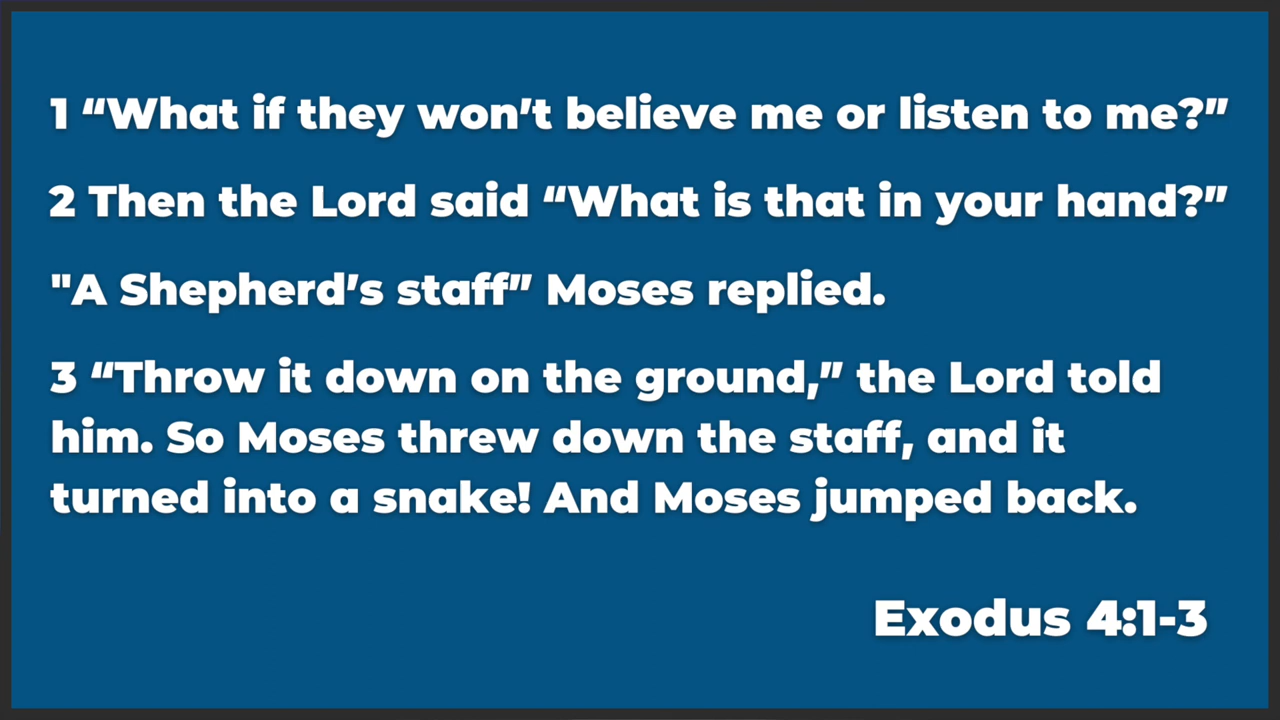 1 “What if they won’t believe me or listen to me?”
2 Then the Lord said “What is that in your hand?”
"A Shepherd’s staff” Moses replied.
3 “Throw it down on the ground,” the Lord told
him. So Moses threw down the staff, and it
turned into a snake! And Moses jumped back.
Exodus 4:1-3